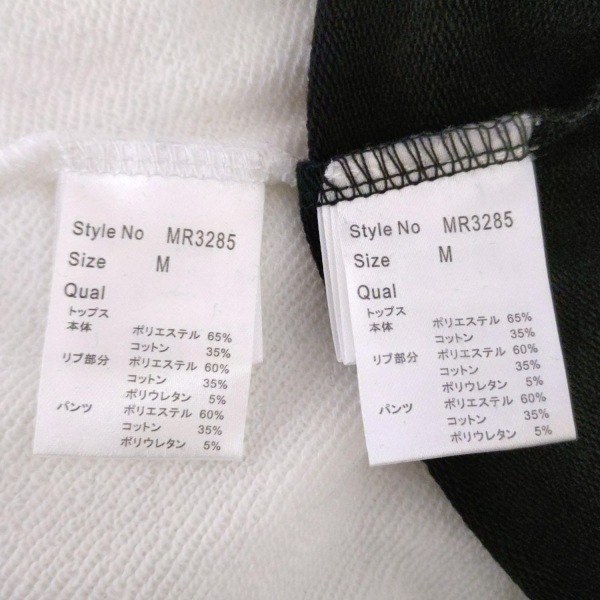 Style No MR3285
Size M
Qual
トップス
本体 ポリエステル 65%
コットン 35%
リブ部分 ポリエステル 60%
コットン 35%
ポリウレタン 5%
パンツ ポリエステル 60%
コットン 35%
ポリウレタン 5%
Style No MR3285
Size M
Qual
トップス
本体 ポリエステル 65%
コットン 35%
リブ部分 ポリエステル 60%
コットン 35%
ポリウレタン 5%
パンツ ポリエステル 60%
コットン 35%
ポリウレタン 5%